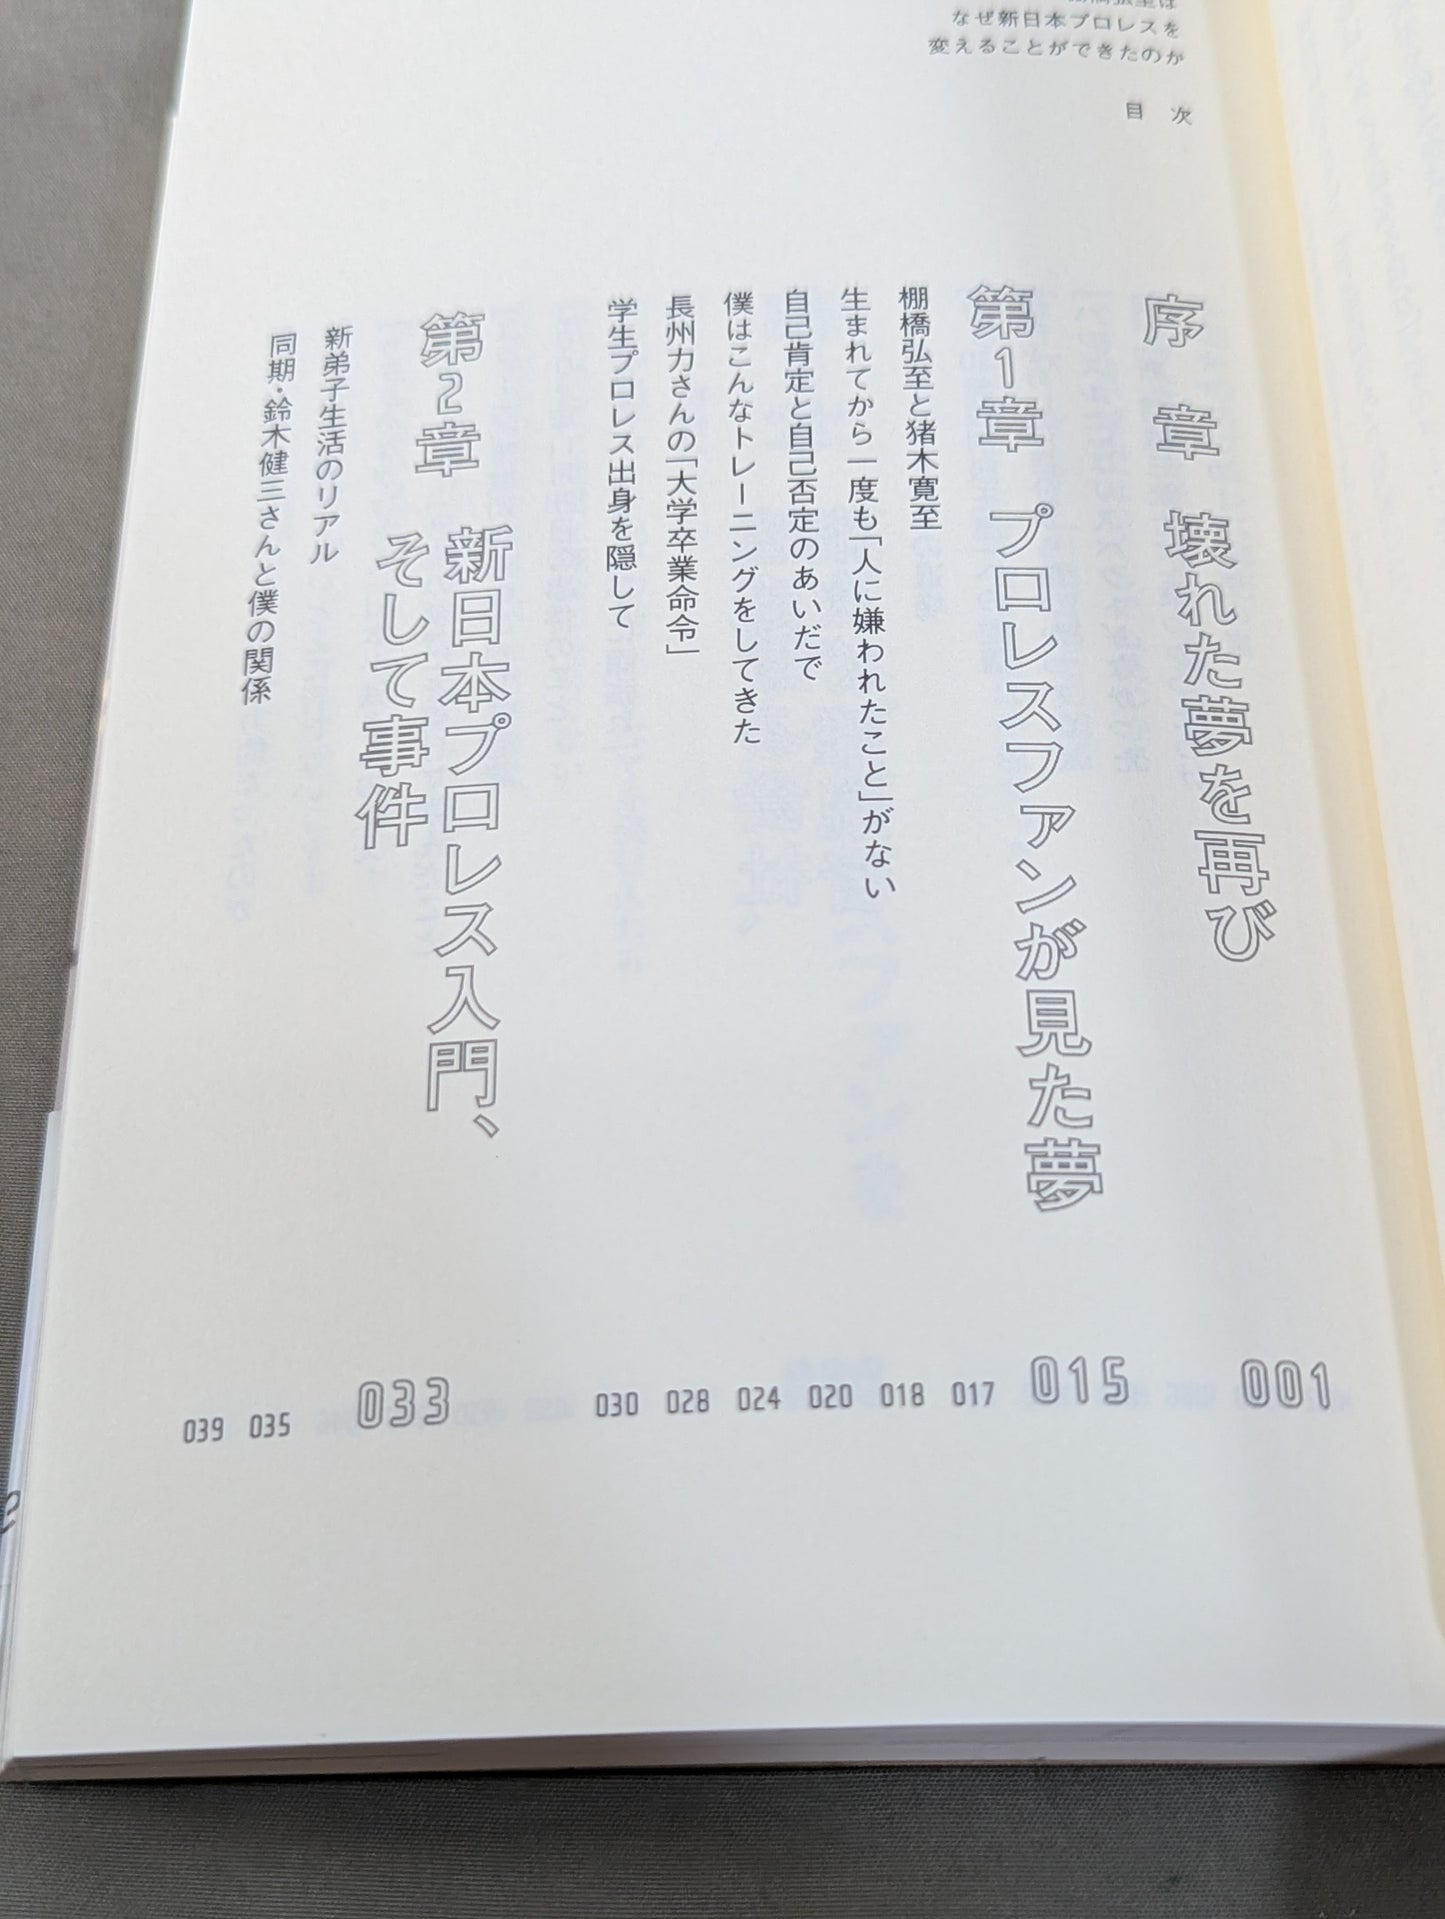 棚橋弘至は
なぜ新日本プロレスを
変えることができたのか
目 次
序 章 壊れた夢を再び 001
第1章 プロレスファンが見た夢 015
棚橋弘至と猪木寛至 017
生まれてから一度も「人に嫌われたこと」がない 018
自己肯定と自己否定のあいだで 020
僕はこんなトレーニングをしてきた 024
長州力さんの「大学卒業命令」 028
学生プロレス出身を隠して 030
第2章 新日本プロレス入門、
そして事件 033
新弟子生活のリアル 035
同期・鈴木健三さんと僕の関係 039